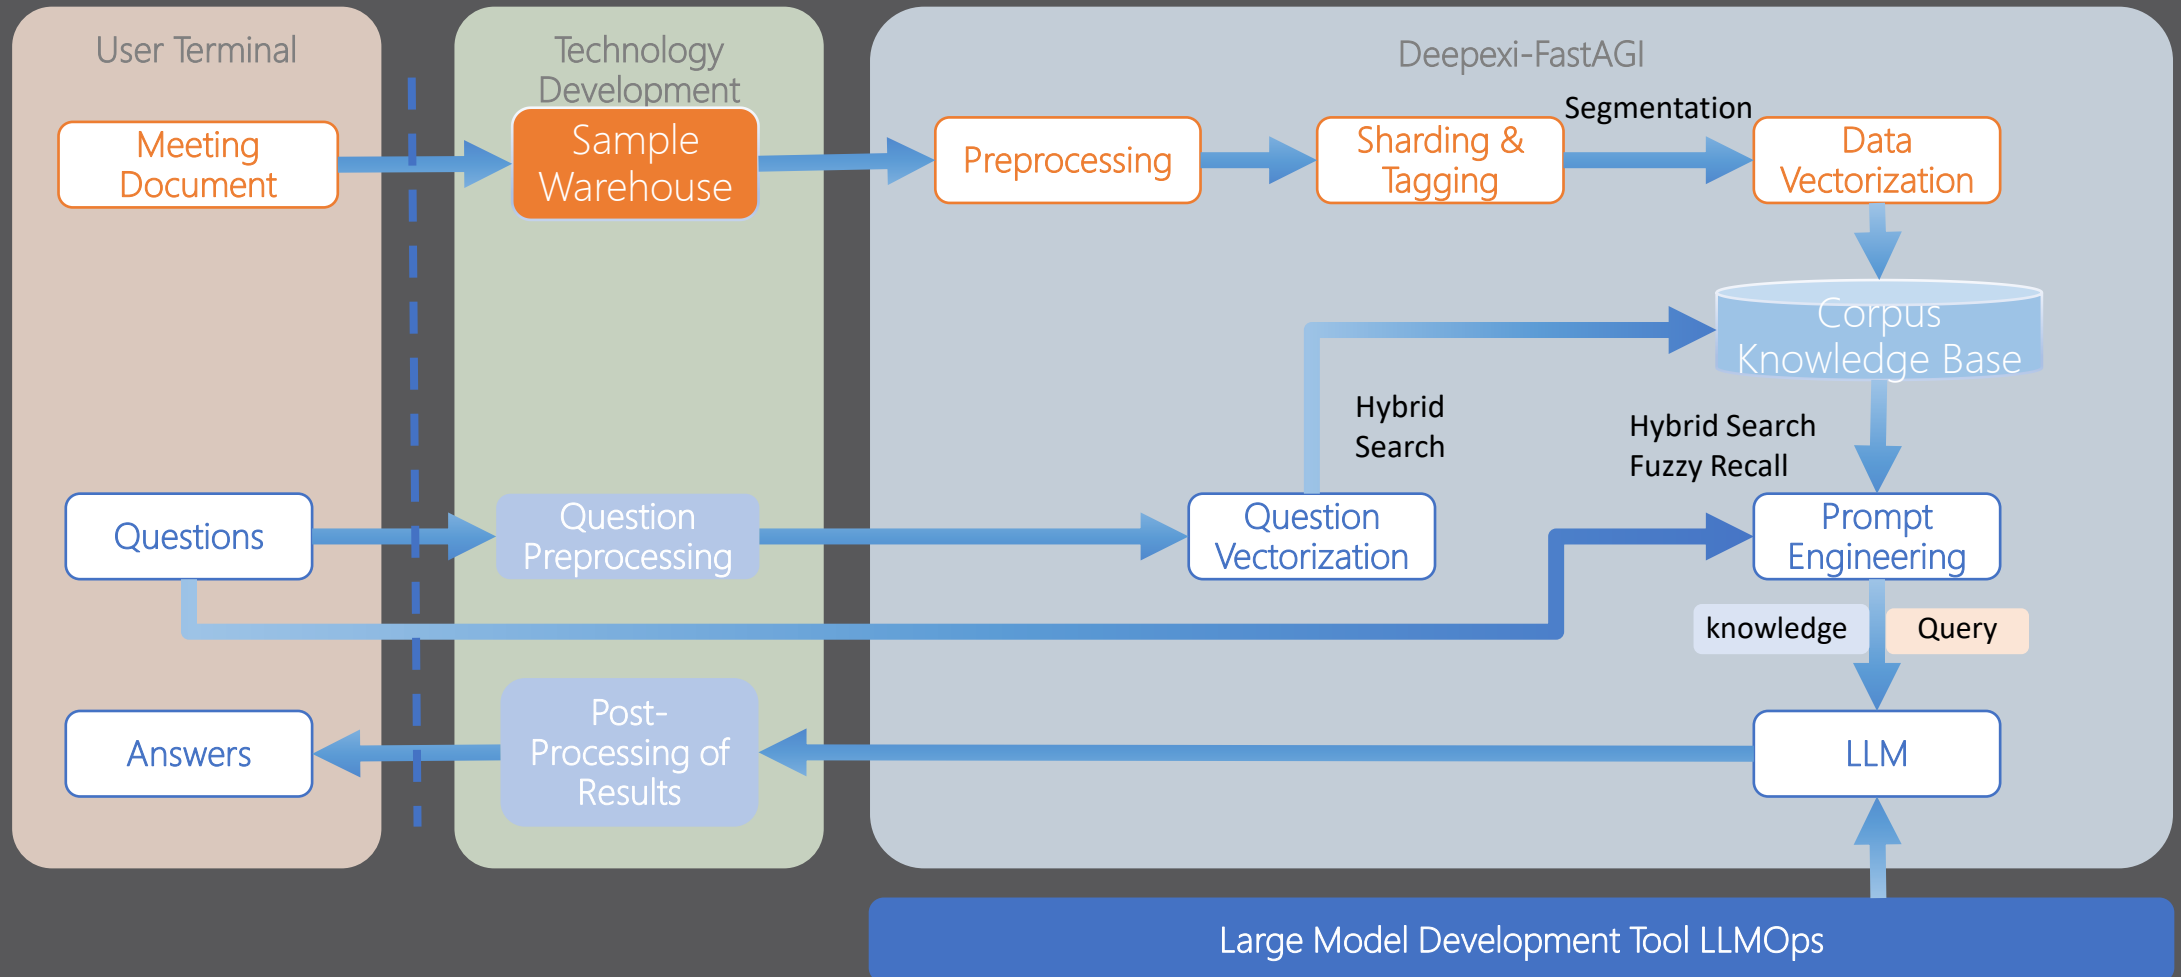 User Terminal
Technology
Development
Deepexi-FastAGI
Meeting
Document
Sample
Warehouse
Preprocessing
Sharding &
Tagging
Segmentation
Data
Vectorization
Corpus
Knowledge Base
Hybrid
Search
Hybrid Search
Fuzzy Recall
Questions
Question
Preprocessing
Question
Vectorization
Prompt
Engineering
knowledge
Query
Answers
Post-
Processing of
Results
LLM
Large Model Development Tool LLMOps